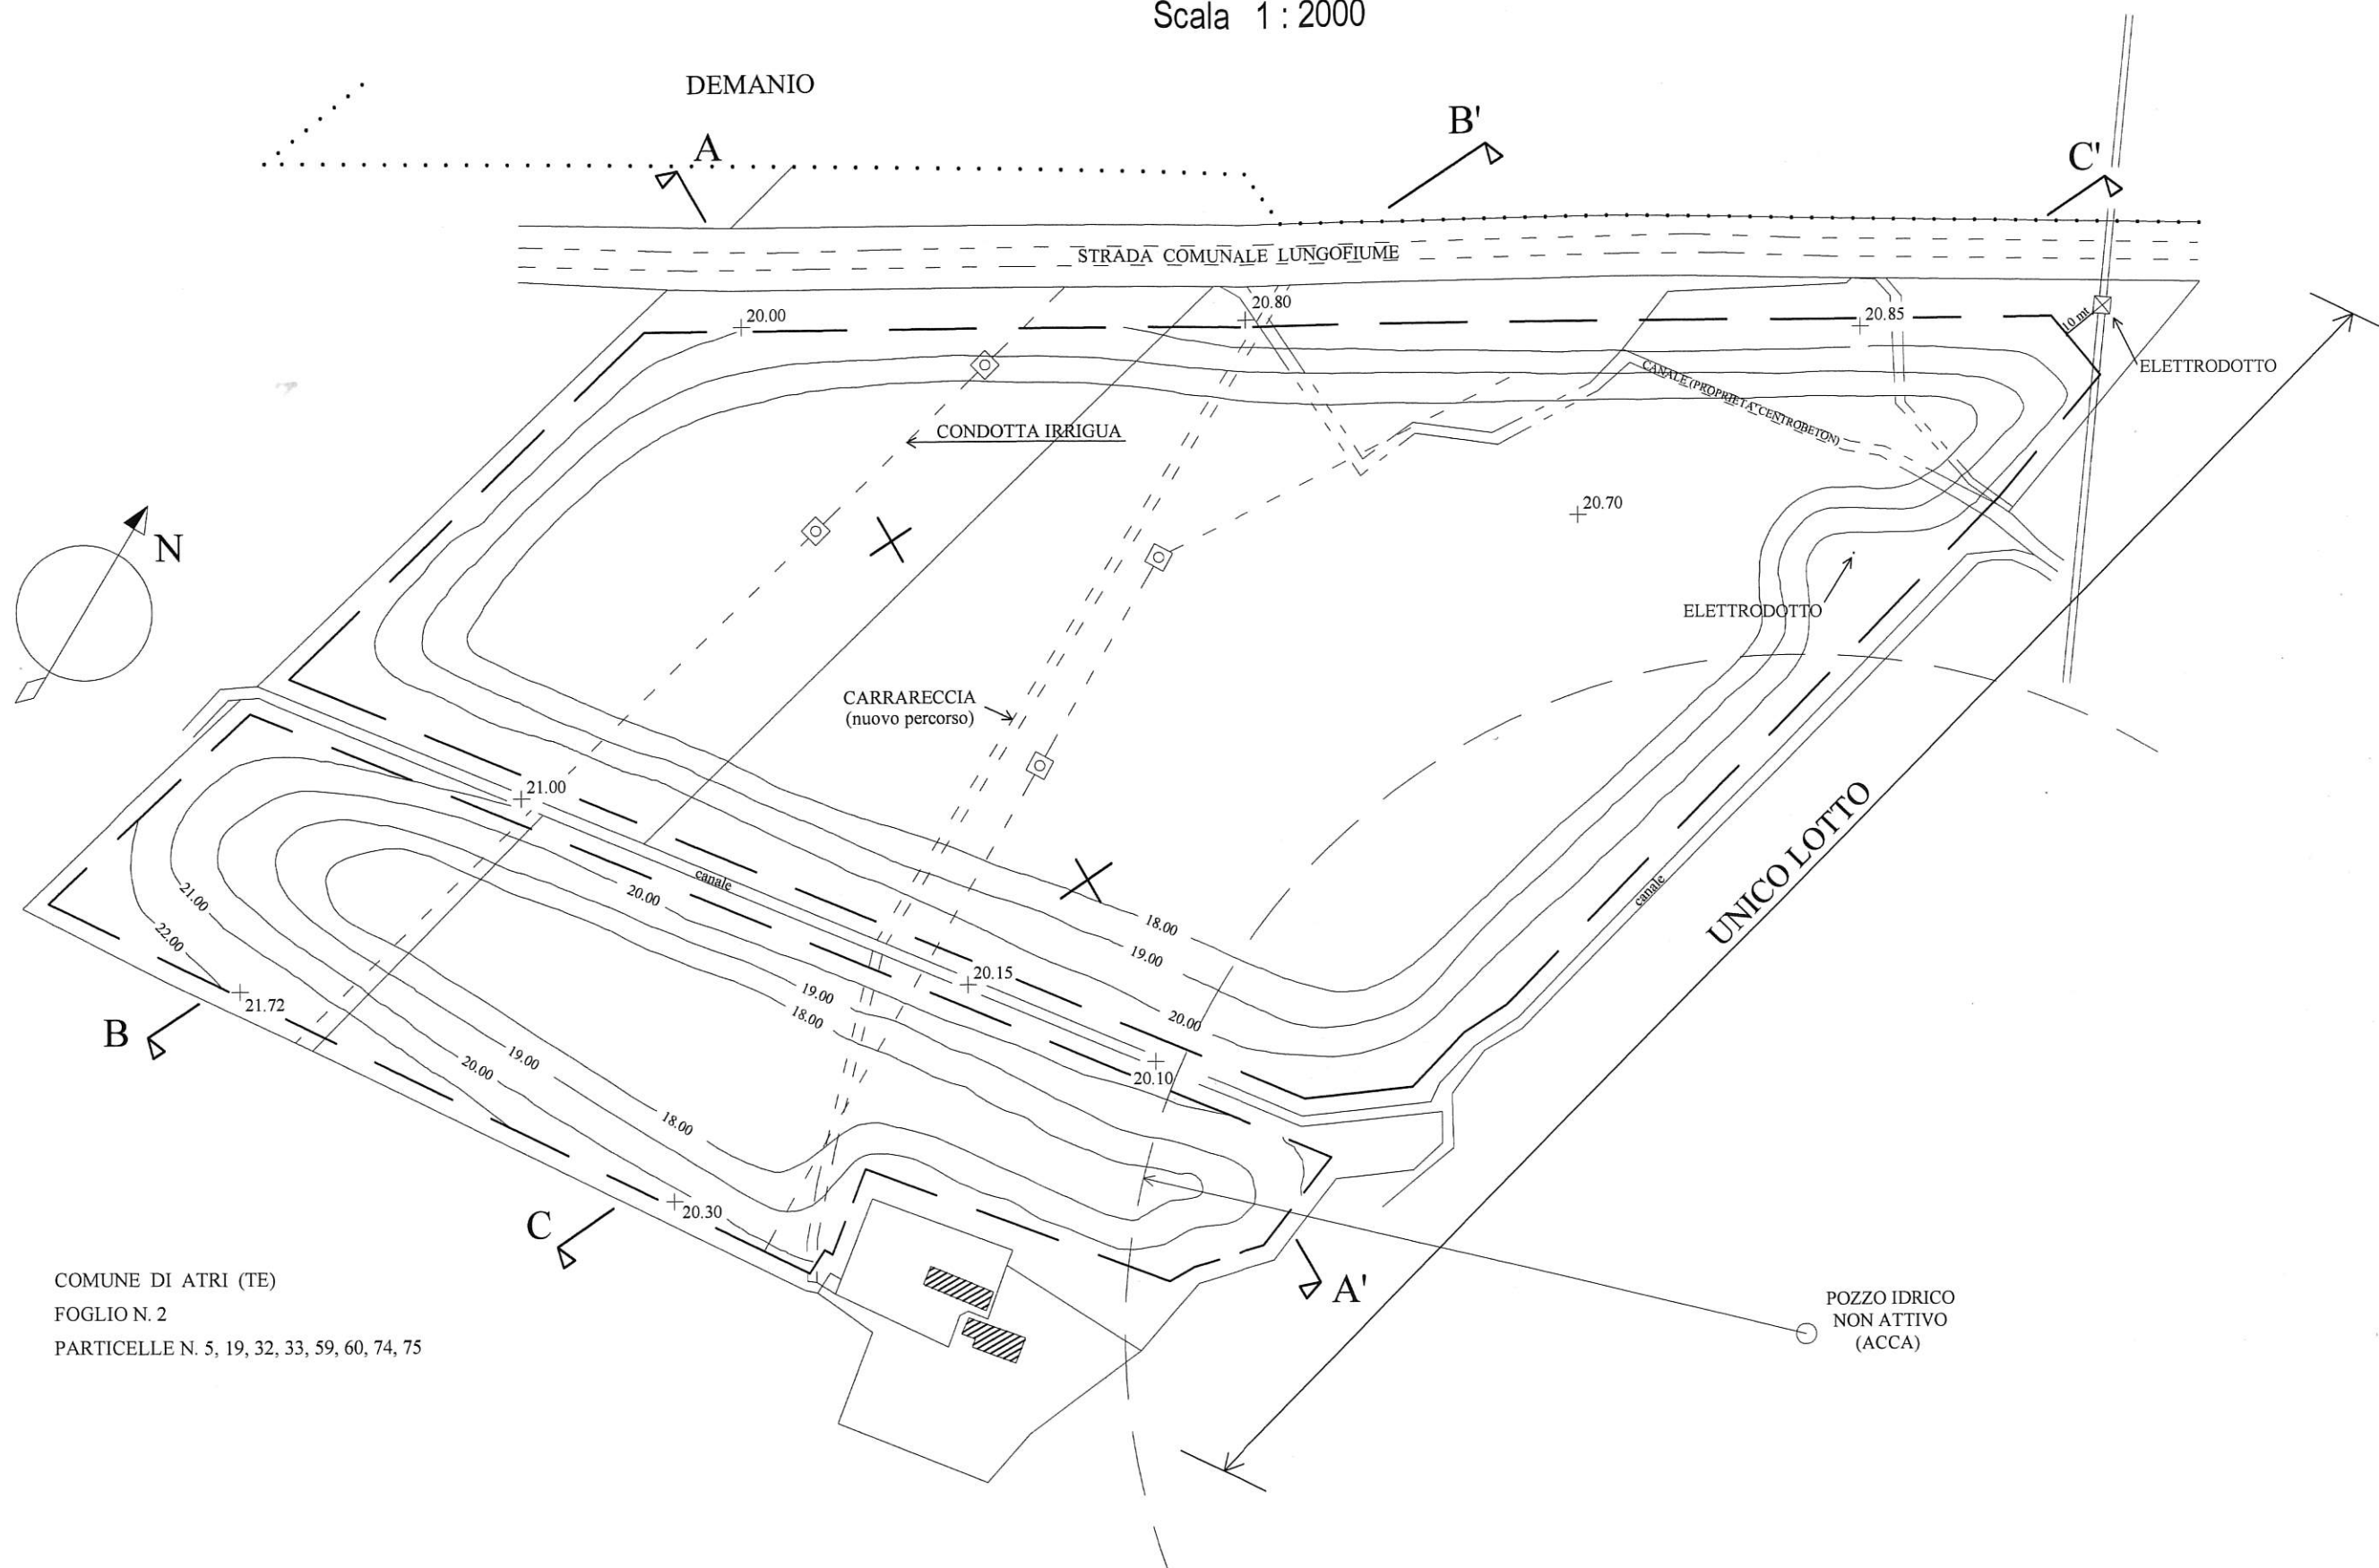 Scala 1 : 2000
DEMANIO
A
B'
C'
STRADA COMUNALE LUNGOFIUME
20.00
20.80
20.85
10 mt
ELETTRODOTTO
CANALE (PROPRIETA' CENTROBETON)
CONDOTTA IRRIGUA
20.70
N
ELETTRODOTTO
CARRARECCIA
(nuovo percorso)
21.00
UNICO LOTTO
canale
canale
20.00
21.00
22.00
18.00
19.00
20.15
19.00
18.00
20.00
21.72
B
19.00
20.00
20.10
18.00
20.30
C
A'
COMUNE DI ATRI (TE)
FOGLIO N. 2
PARTICELLE N. 5, 19, 32, 33, 59, 60, 74, 75
POZZO IDRICO
NON ATTIVO
(ACCA)